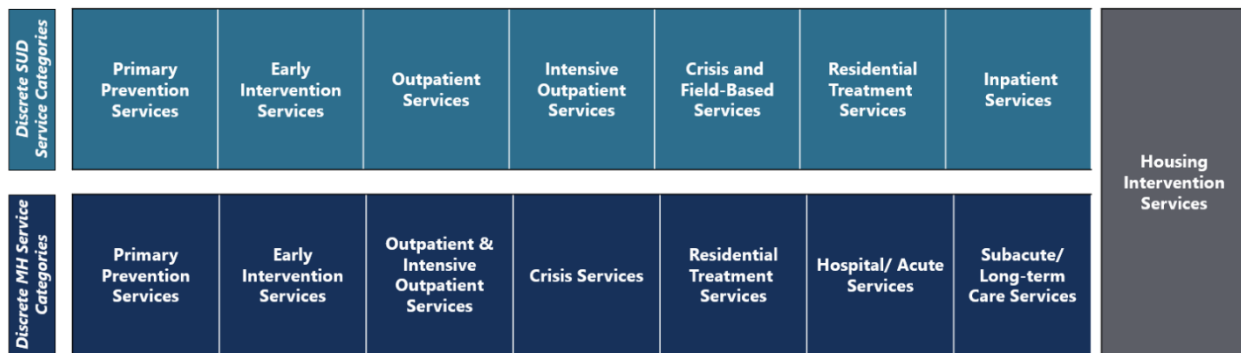 Discrete SUD
Service Categories
Primary
Prevention
Services
Early
Intervention
Services
Outpatient
Services
Intensive
Outpatient
Services
Crisis and
Field-Based
Services
Residential
Treatment
Services
Inpatient
Services
Housing
Intervention
Services
Discrete MH Service
Categories
Primary
Prevention
Services
Early
Intervention
Services
Outpatient &
Intensive
Outpatient
Services
Crisis Services
Residential
Treatment
Services
Hospital/ Acute
Services
Subacute/
Long-term
Care Services